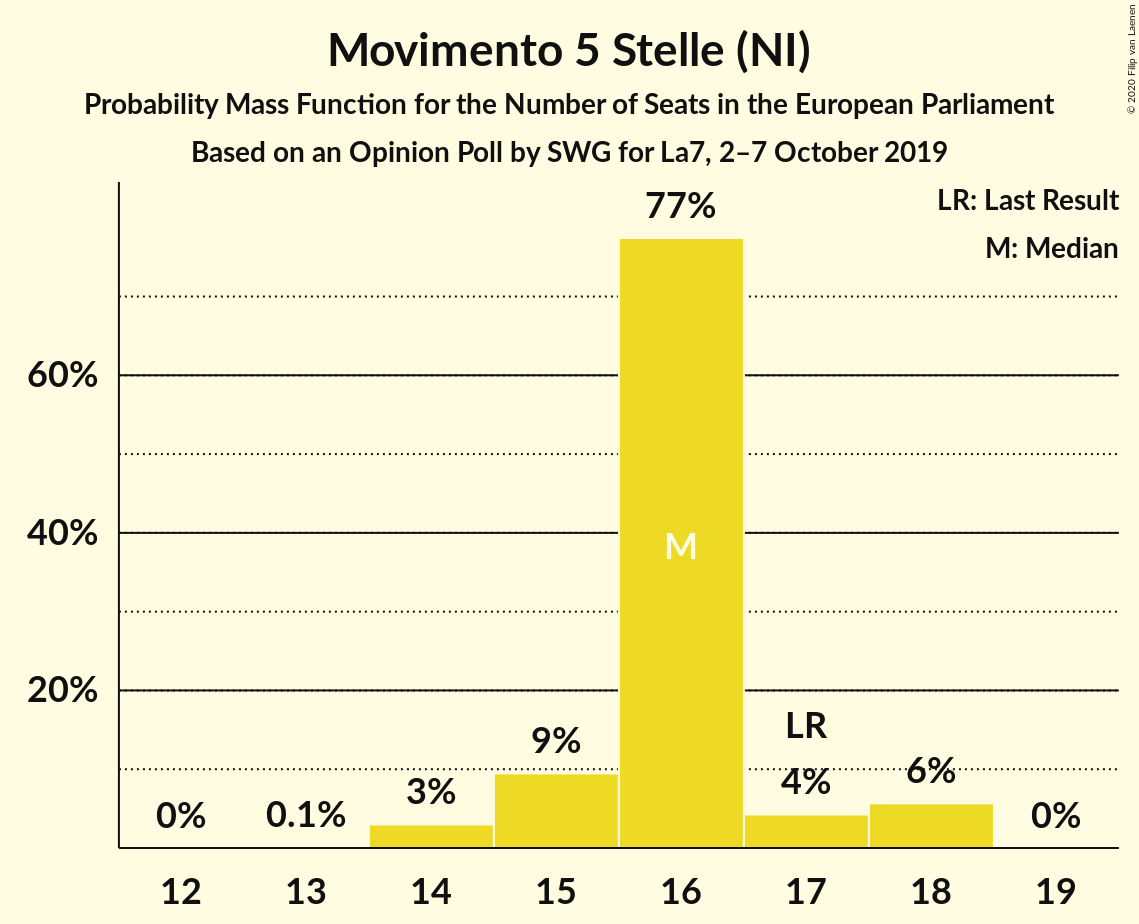 Movimento 5 Stelle (NI)
Probability Mass Function for the Number of Seats in the European Parliament
Based on an Opinion Poll by SWG for La7, 2–7 October 2019
© 2020 Filip van Laenen
LR: Last Result
M: Median
77%
60%
40%
20%
M
LR
0%
0.1%
3%
9%
4%
6%
0%
12 13 14 15 16 17 18 19